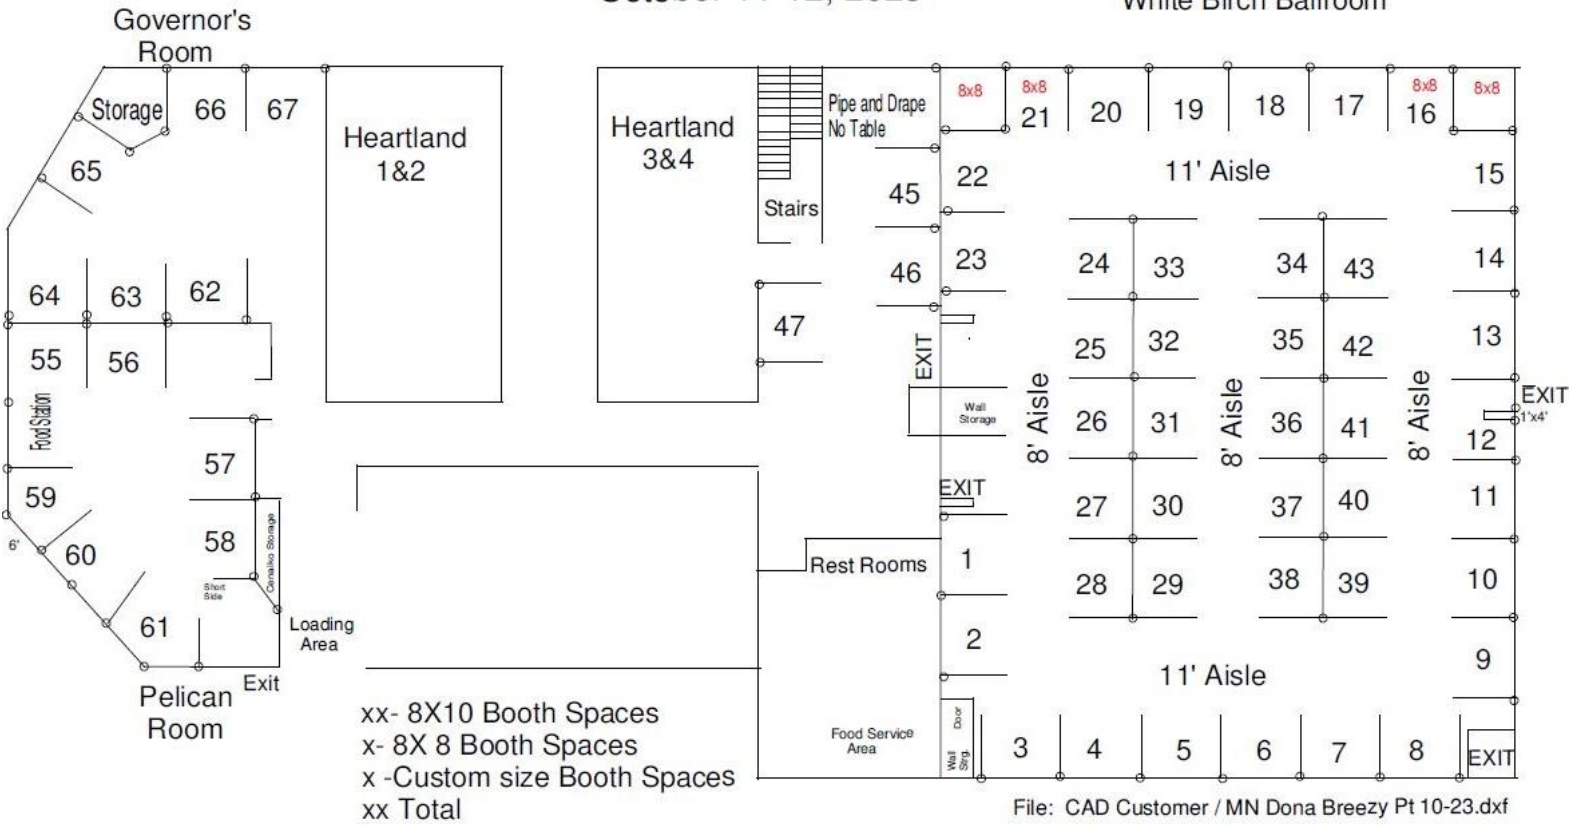 White Birch Ballroom
Governor's
Room
Storage
66
67
65
64
63
62
Heartland
1&2
Heartland
3&4
Stairs
Pipe and Drape
No Table
45
46
47
8x8
8x8
21
20
19
18
17
8x8
16
8x8
11' Aisle
22
23
15
14
13
EXIT
1'x4'
12
11
10
9
24
33
34
43
25
32
35
42
26
31
36
41
27
30
37
40
28
29
38
39
8' Aisle
8' Aisle
8' Aisle
EXIT
Wall
Storage
EXIT
1
2
Rest Rooms
11' Aisle
Food Service
Area
Door
Wall
Strg.
3
4
5
6
7
8
EXIT
55
56
Food Station
57
58
59
6'
60
61
Short
Side
Storage
Loading
Area
Exit
Pelican
Room
xx- 8X10 Booth Spaces
x- 8X 8 Booth Spaces
x -Custom size Booth Spaces
xx Total
File: CAD Customer / MN Dona Breezy Pt 10-23.dxf